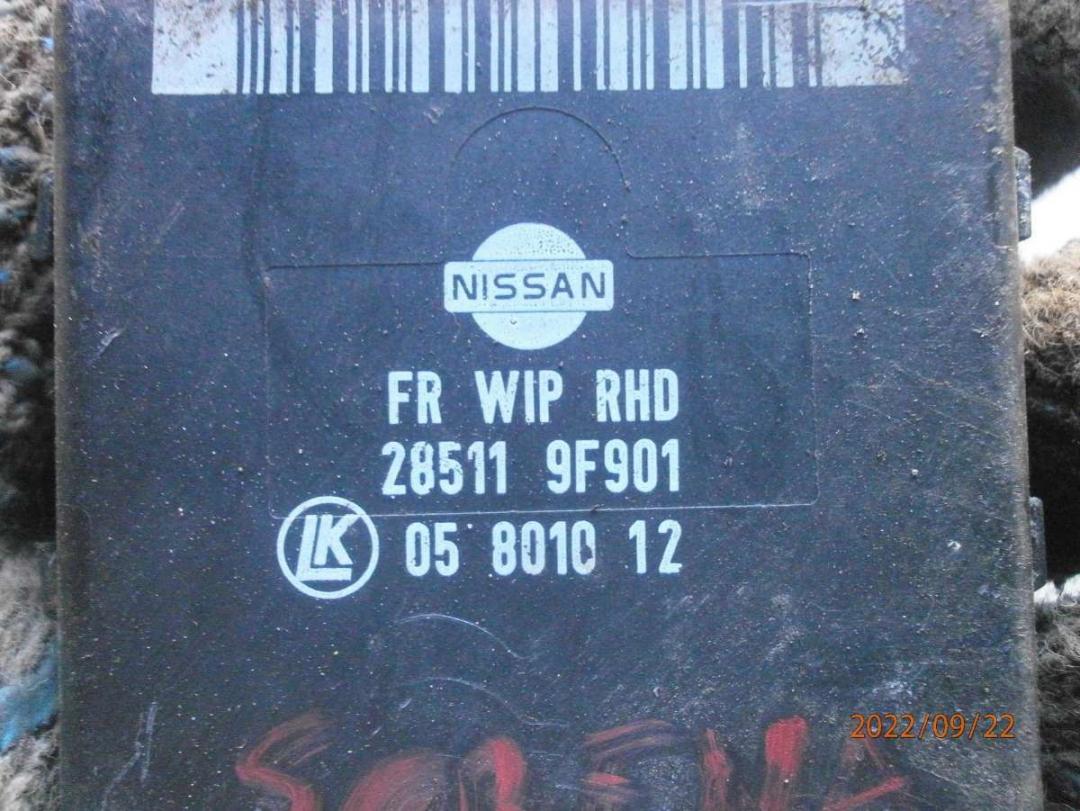 NISSAN
FR WIP RHD
28511 9F901
LK 05 8010 12
2022/09/22